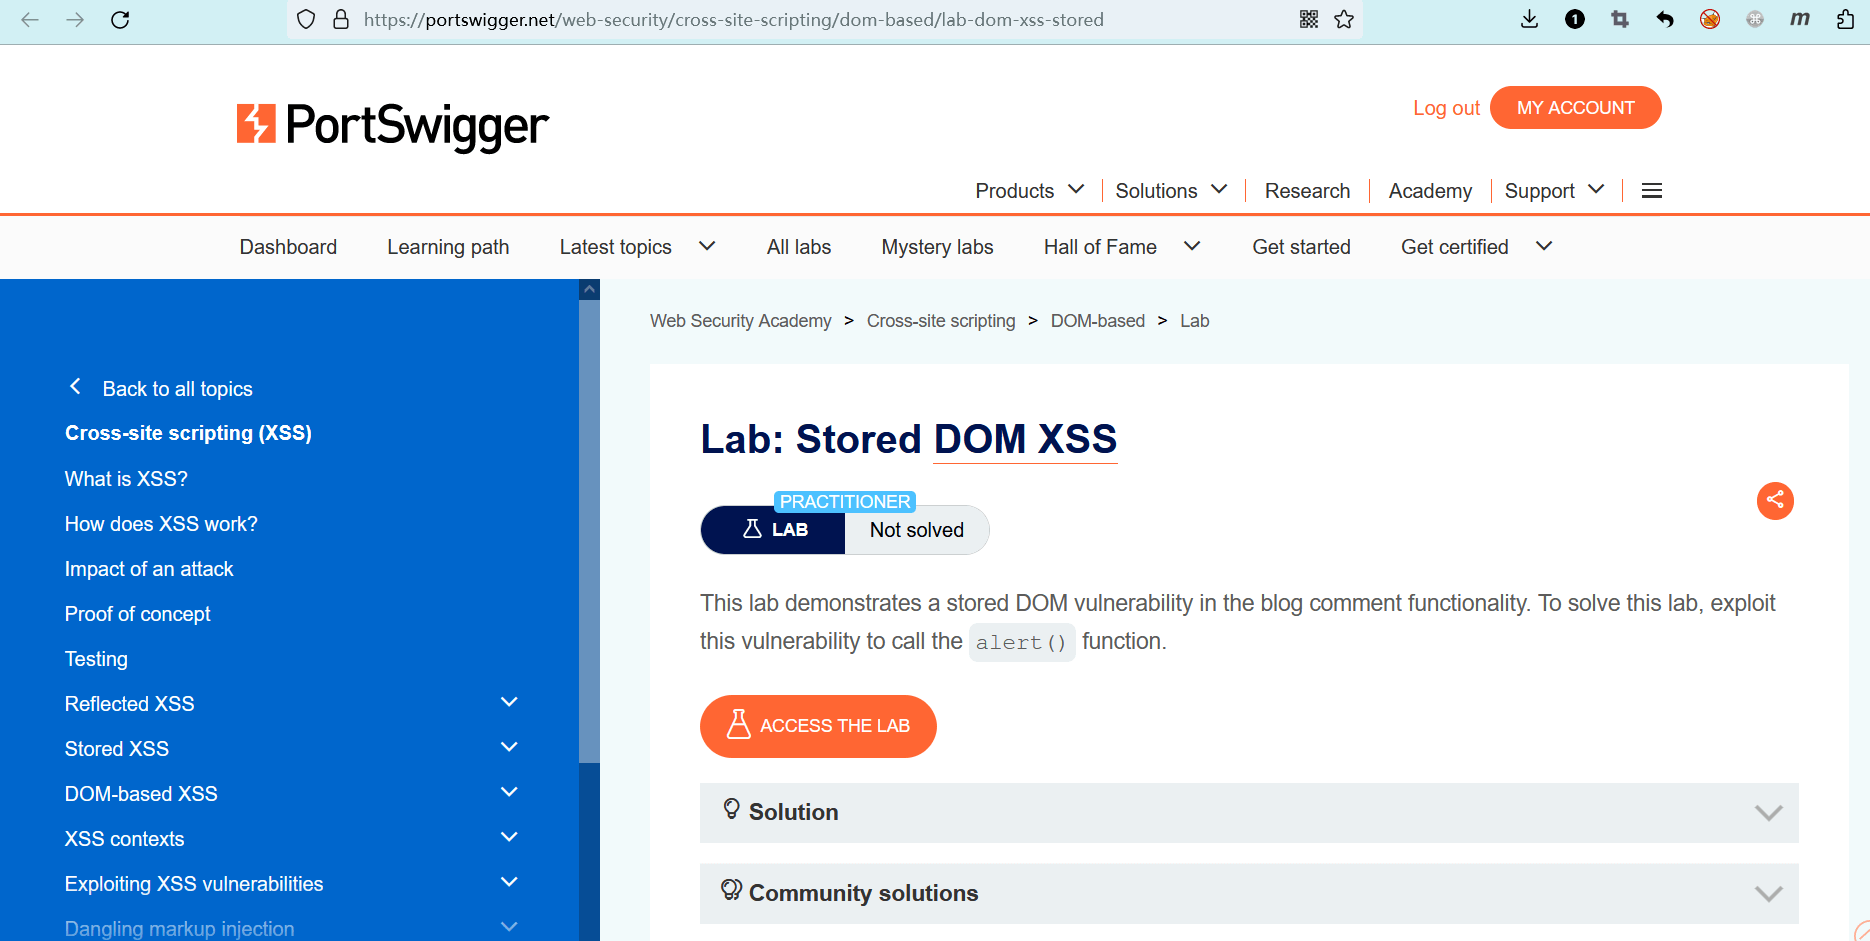 https://portswigger.net/web-security/cross-site-scripting/dom-based/lab-dom-xss-stored
1
m
PortSwigger
Log out
MY ACCOUNT
Products
Solutions
Research
Academy
Support
Dashboard
Learning path
Latest topics
All labs
Mystery labs
Hall of Fame
Get started
Get certified
Back to all topics
Cross-site scripting (XSS)
What is XSS?
How does XSS work?
Impact of an attack
Proof of concept
Testing
Reflected XSS
Stored XSS
DOM-based XSS
XSS contexts
Exploiting XSS vulnerabilities
Dangling markup injection
Web Security Academy > Cross-site scripting > DOM-based > Lab
Lab: Stored DOM XSS
PRACTITIONER
LAB
Not solved
This lab demonstrates a stored DOM vulnerability in the blog comment functionality. To solve this lab, exploit
this vulnerability to call the alert() function.
ACCESS THE LAB
Solution
Community solutions